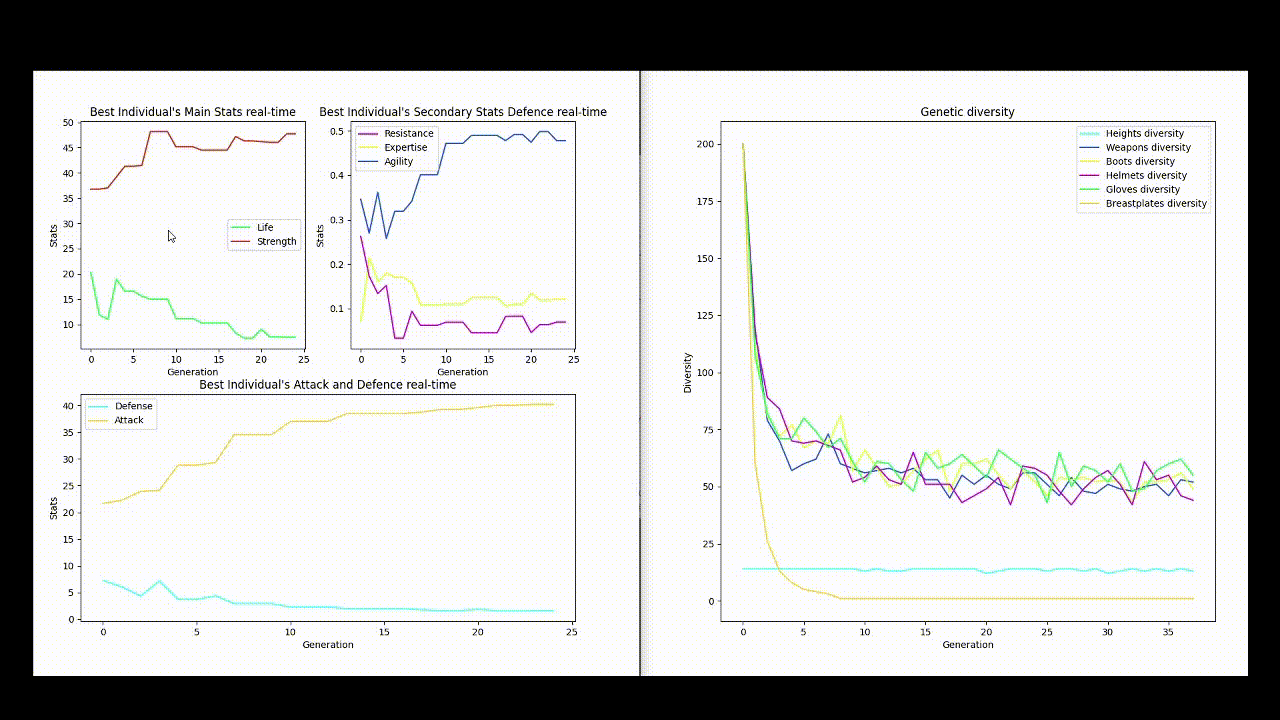 Best Individual's Main Stats real-time
50
45
40
35
30
25
20
15
10
Stats
Life
Strength
0
5
10
15
20
25
Generation
Best Individual's Secondary Stats Defence real-time
0.5
0.4
0.3
0.2
0.1
Stats
Resistance
Expertise
Agility
0
5
10
15
20
25
Generation
Best Individual's Attack and Defence real-time
40
35
30
25
20
15
10
5
0
Stats
Defense
Attack
0
5
10
15
20
25
Generation
Genetic diversity
200
175
150
125
100
75
50
25
0
Diversity
Heights diversity
Weapons diversity
Boots diversity
Helmets diversity
Gloves diversity
Breastplates diversity
0
5
10
15
20
25
30
35
Generation